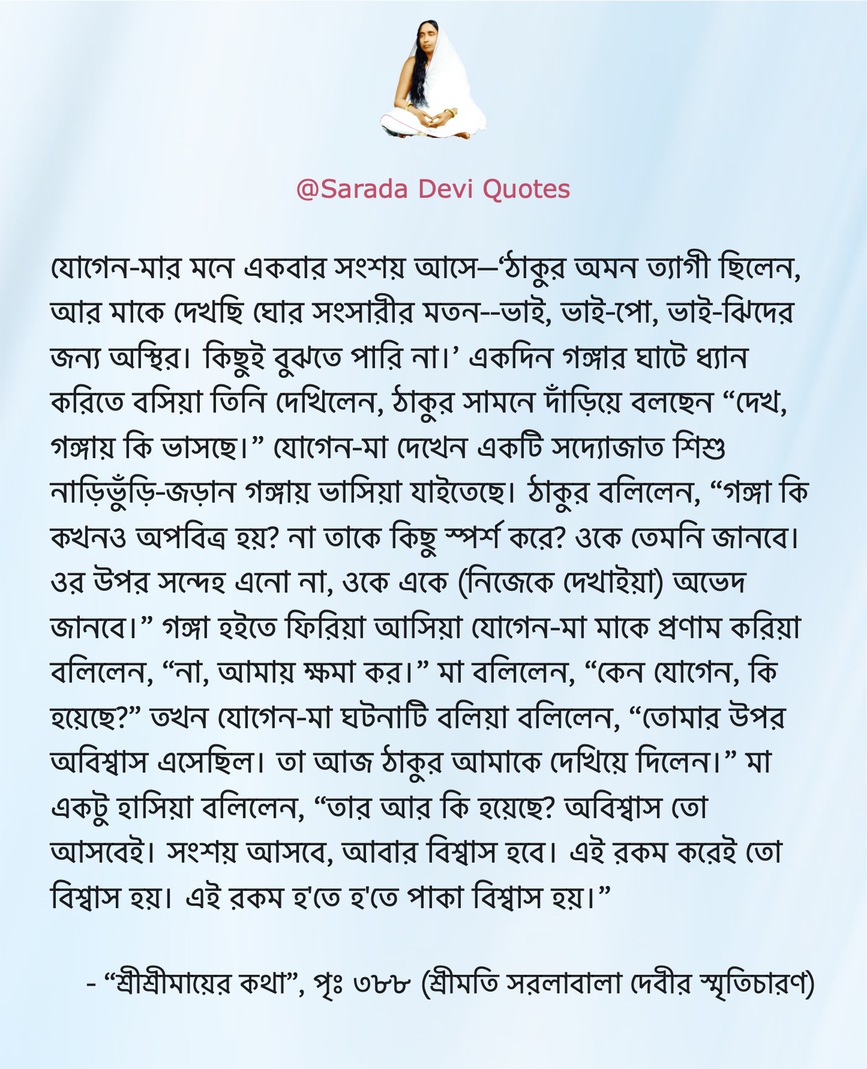 @Sarada Devi Quotes
যোগেন-মার মনে একবার সংশয় আসে—‘ঠাকুর অমন ত্যাগী ছিলেন,
আর মাকে দেখছি ঘোর সংসারীর মতন--ভাই, ভাই-পো, ভাই-ঝিদের
জন্য অস্থির। কিছুই বুঝতে পারি না।’ একদিন গঙ্গার ঘাটে ধ্যান
করিতে বসিয়া তিনি দেখিলেন, ঠাকুর সামনে দাঁড়িয়ে বলছেন “দেখ,
গঙ্গায় কি ভাসছে।” যোগেন-মা দেখেন একটি সদ্যোজাত শিশু
নাড়িভুঁড়ি-জড়ান গঙ্গায় ভাসিয়া যাইতেছে। ঠাকুর বলিলেন, “গঙ্গা কি
কখনও অপবিত্র হয়? না তাকে কিছু স্পর্শ করে? ওকে তেমনি জানবে।
ওর উপর সন্দেহ এনো না, ওকে একে (নিজেকে দেখাইয়া) অভেদ
জানবে।” গঙ্গা হইতে ফিরিয়া আসিয়া যোগেন-মা মাকে প্রণাম করিয়া
বলিলেন, “না, আমায় ক্ষমা কর।” মা বলিলেন, “কেন যোগেন, কি
হয়েছে?” তখন যোগেন-মা ঘটনাটি বলিয়া বলিলেন, “তোমার উপর
অবিশ্বাস এসেছিল। তা আজ ঠাকুর আমাকে দেখিয়ে দিলেন।” মা
একটু হাসিয়া বলিলেন, “তার আর কি হয়েছে? অবিশ্বাস তো
আসবেই। সংশয় আসবে, আবার বিশ্বাস হবে। এই রকম করেই তো
বিশ্বাস হয়। এই রকম হ'তে হ'তে পাকা বিশ্বাস হয়।”
- “শ্রীশ্রীমায়ের কথা”, পৃঃ ৩৮৮ (শ্রীমতি সরলাবালা দেবীর স্মৃতিচারণ)